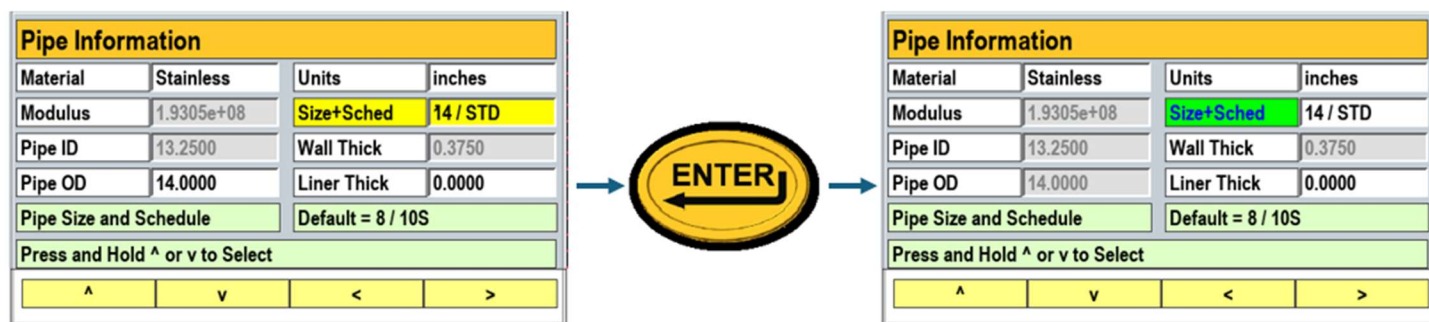 Pipe Information
Material Stainless Units inches
Modulus 1.9305e+08 Size+Sched 14 / STD
Pipe ID 13.2500 Wall Thick 0.3750
Pipe OD 14.0000 Liner Thick 0.0000
Pipe Size and Schedule Default = 8 / 10S
Press and Hold ^ or v to Select
^ v < >
ENTER
Pipe Information
Material Stainless Units inches
Modulus 1.9305e+08 Size+Sched 14 / STD
Pipe ID 13.2500 Wall Thick 0.3750
Pipe OD 14.0000 Liner Thick 0.0000
Pipe Size and Schedule Default = 8 / 10S
Press and Hold ^ or v to Select
^ v < >